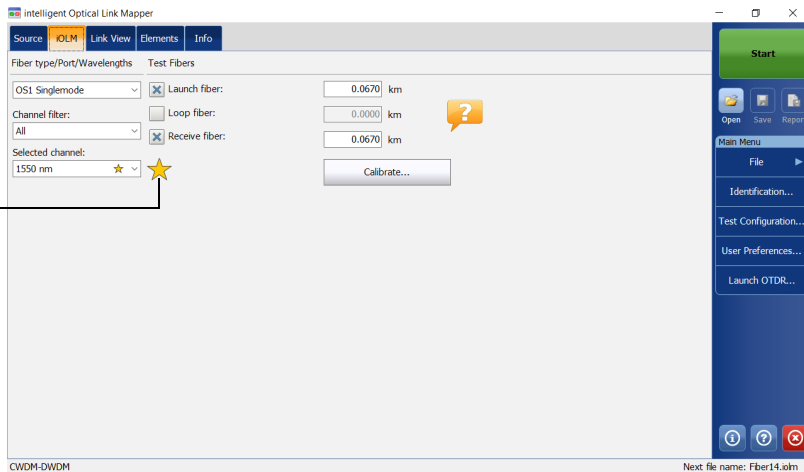 intelligent Optical Link Mapper
Source iOLM Link View Elements Info
Fiber type/Port/Wavelengths Test Fibers
OS1 Singlemode
Launch fiber: 0.0670 km
Channel filter:
Loop fiber: 0.0000 km
All
Receive fiber: 0.0670 km
Selected channel:
1550 nm
Calibrate...
?
Start
Open Save Repor
Main Menu
File
Identification...
Test Configuration...
User Preferences...
Launch OTDR...
CWDM-DWDM
Next file name: Fiber14.iolm